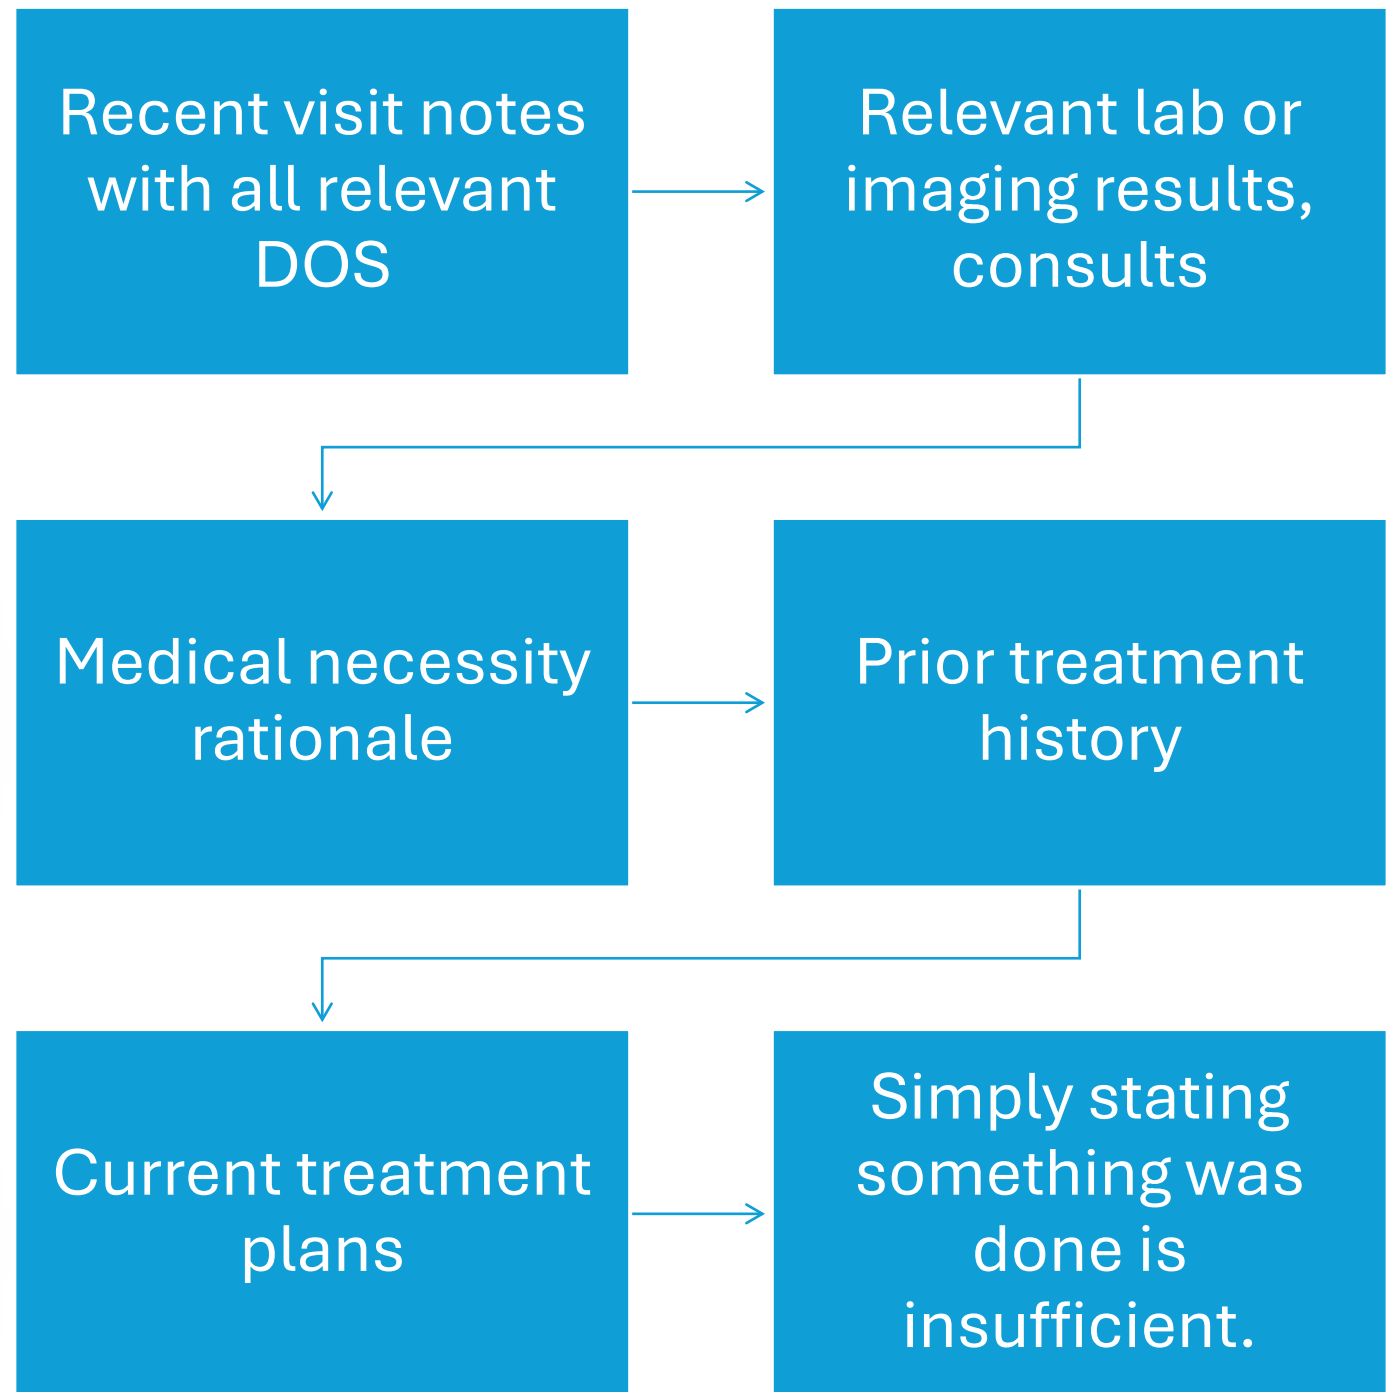 Recent visit notes
with all relevant
DOS
Relevant lab or
imaging results,
consults
Medical necessity
rationale
Prior treatment
history
Current treatment
plans
Simply stating
something was
done is
insufficient.